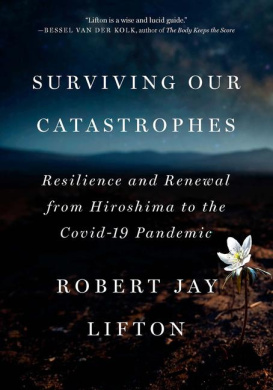 "Lifton is a wise and lucid guide."
—BESSEL VAN DER KOLK, author of The Body Keeps the Score
SURVIVING OUR
CATASTROPHES
Resilience and Renewal
from Hiroshima to the
Covid-19 Pandemic
ROBERT JAY
LIFTON